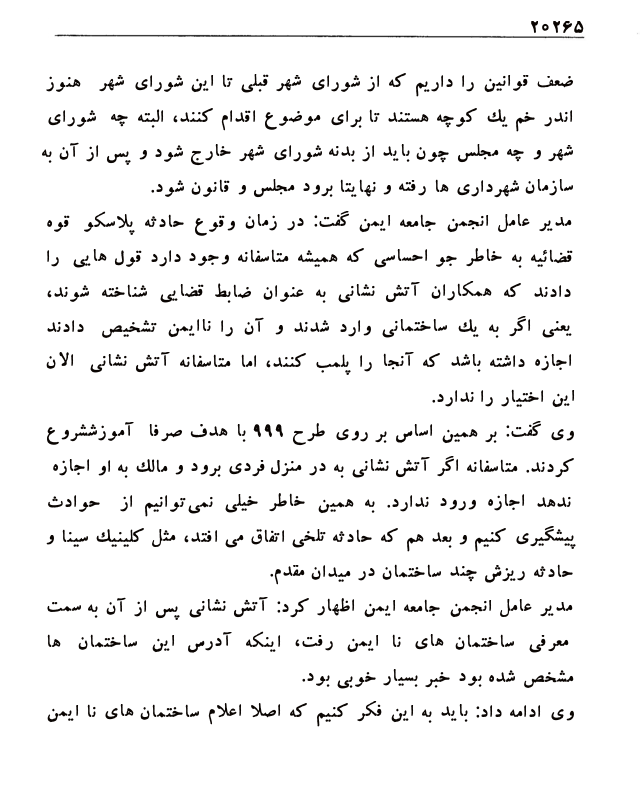 ۲۰۲۶۵
ضعف قوانین را داریم که از شورای شهر قبلی تا این شورای شهر هنوز
اندر خم یك کوچه هستند تا برای موضوع اقدام کنند، البته چه شورای
شهر و چه مجلس چون باید از بدنه شورای شهر خارج شود و پس از آن به
سازمان شهرداری ها رفته و نهایتا برود مجلس و قانون شود.
مدیر عامل انجمن جامعه ایمن گفت: در زمان وقوع حادثه پلاسکو قوه
قضائیه به خاطر جو احساسی که همیشه متاسفانه وجود دارد قول هایی را
دادند که همکاران آتش نشانی به عنوان ضابط قضایی شناخته شوند،
یعنی اگر به یك ساختمانی وارد شدند و آن را ناایمن تشخیص دادند
اجازه داشته باشد که آنجا را پلمب کنند، اما متاسفانه آتش نشانی الان
این اختیار را ندارد.
وی گفت: بر همین اساس بر روی طرح ۹۹۹ با هدف صرفا آموزششروع
کردند. متاسفانه اگر آتش نشانی به در منزل فردی برود و مالك به او اجازه
ندهد اجازه ورود ندارد. به همین خاطر خیلی نمی‌توانیم از حوادث
پیشگیری کنیم و بعد هم که حادثه تلخی اتفاق می افتد، مثل کلینیك سینا و
حادثه ریزش چند ساختمان در میدان مقدم.
مدیر عامل انجمن جامعه ایمن اظهار کرد: آتش نشانی پس از آن به سمت
معرفی ساختمان های نا ایمن رفت، اینکه آدرس این ساختمان ها
مشخص شده بود خبر بسیار خوبی بود.
وی ادامه داد: باید به این فکر کنیم که اصلا اعلام ساختمان های نا ایمن